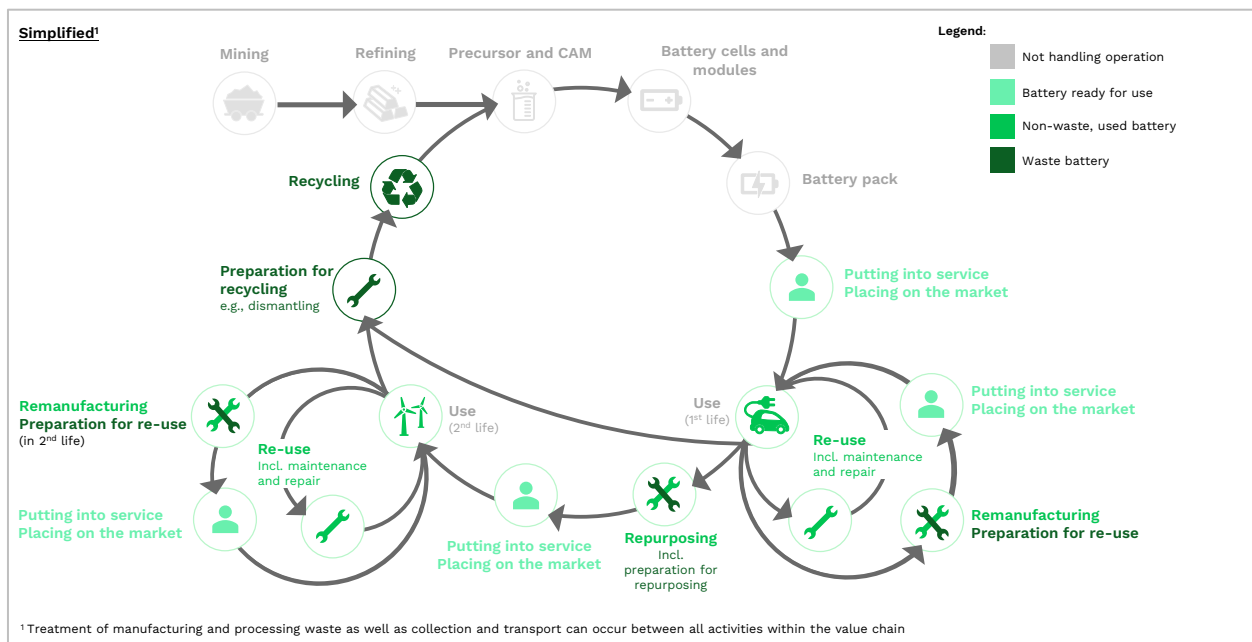 Simplified¹
Mining
Refining
Precursor and CAM
Battery cells and
modules
Legend:
Not handling operation
Battery ready for use
Non-waste, used battery
Waste battery
Recycling
Battery pack
Preparation for
recycling
e.g., dismantling
Putting into service
Placing on the market
Remanufacturing
Preparation for re-use
(in 2nd life)
Re-use
Incl. maintenance
and repair
Use
(2nd life)
Use
(1st life)
Re-use
Incl. maintenance
and repair
Putting into service
Placing on the market
Putting into service
Placing on the market
Putting into service
Placing on the market
Repurposing
Incl.
preparation for
repurposing
Remanufacturing
Preparation for re-use
¹ Treatment of manufacturing and processing waste as well as collection and transport can occur between all activities within the value chain